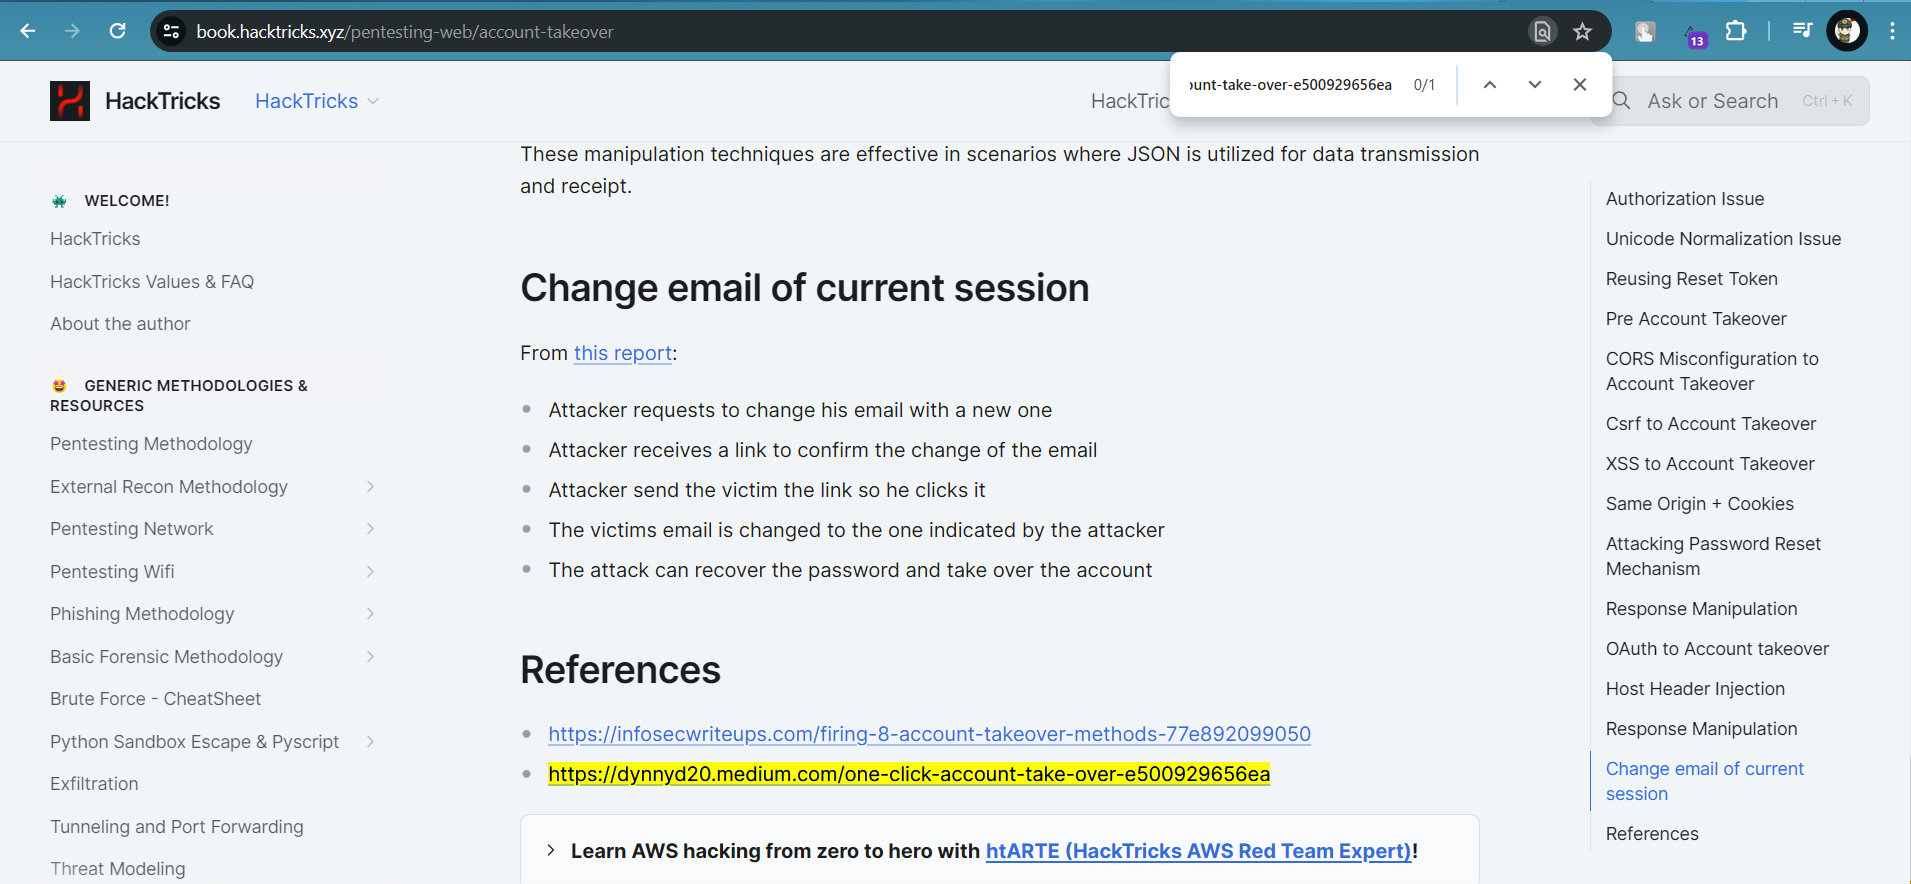 book.hacktricks.xyz/pentesting-web/account-takeover
13
HackTricks
HackTricks
HackTric
unt-take-over-e500929656ea 0/1
Ask or Search Ctrl + K
WELCOME!
HackTricks
HackTricks Values & FAQ
About the author
GENERIC METHODOLOGIES &
RESOURCES
Pentesting Methodology
External Recon Methodology
Pentesting Network
Pentesting Wifi
Phishing Methodology
Basic Forensic Methodology
Brute Force - CheatSheet
Python Sandbox Escape & Pyscript
Exfiltration
Tunneling and Port Forwarding
Threat Modeling
These manipulation techniques are effective in scenarios where JSON is utilized for data transmission
and receipt.
Change email of current session
From this report:
Attacker requests to change his email with a new one
Attacker receives a link to confirm the change of the email
Attacker send the victim the link so he clicks it
The victims email is changed to the one indicated by the attacker
The attack can recover the password and take over the account
References
https://infosecwriteups.com/firing-8-account-takeover-methods-77e892099050
https://dynnyd20.medium.com/one-click-account-take-over-e500929656ea
Learn AWS hacking from zero to hero with htARTE (HackTricks AWS Red Team Expert)!
Authorization Issue
Unicode Normalization Issue
Reusing Reset Token
Pre Account Takeover
CORS Misconfiguration to
Account Takeover
Csrf to Account Takeover
XSS to Account Takeover
Same Origin + Cookies
Attacking Password Reset
Mechanism
Response Manipulation
OAuth to Account takeover
Host Header Injection
Response Manipulation
Change email of current
session
References